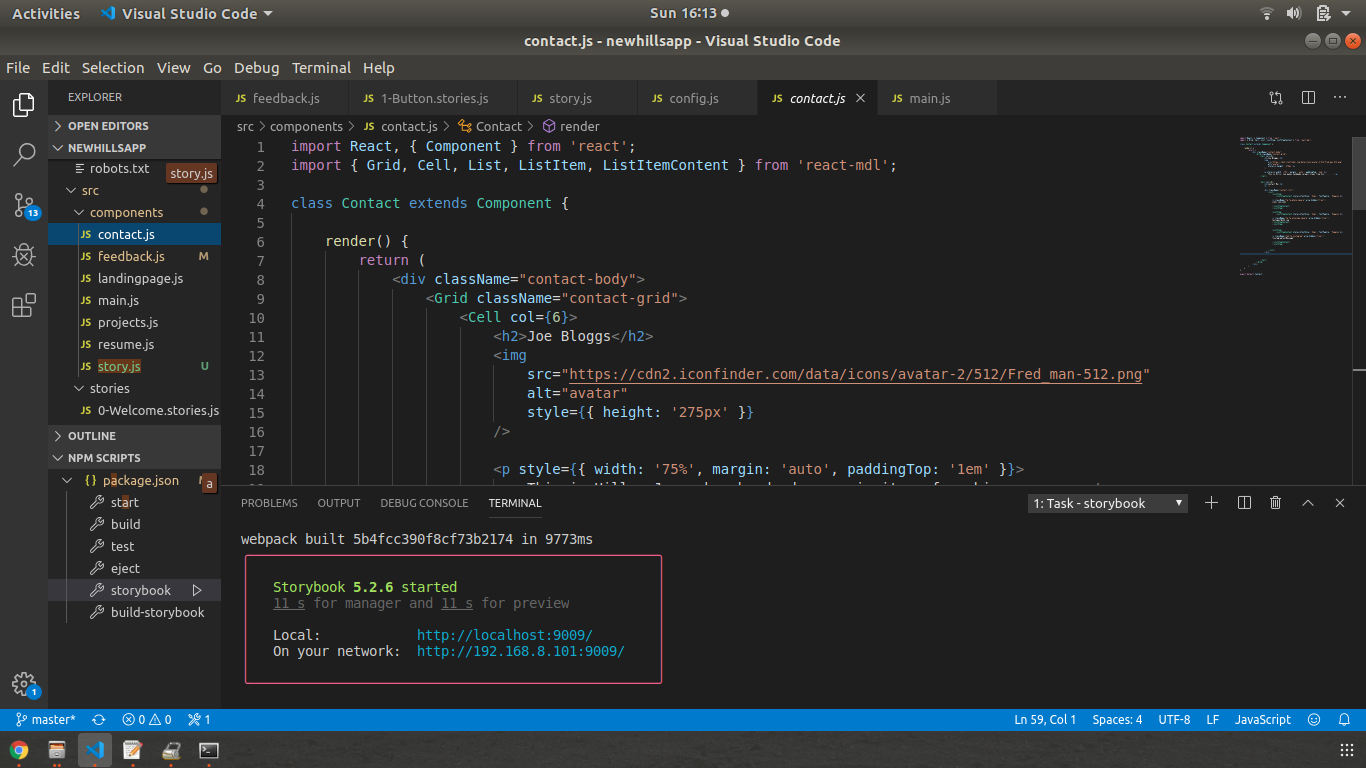 Activities Visual Studio Code Sun 16:13
contact.js - newhillsapp - Visual Studio Code
File Edit Selection View Go Debug Terminal Help
EXPLORER
OPEN EDITORS
NEWHILLSAPP
robots.txt story.js
src
components
JS contact.js
JS feedback.js M
JS landingpage.js
JS main.js
JS projects.js
JS resume.js
JS story.js U
stories
JS 0-Welcome.stories.js
OUTLINE
NPM SCRIPTS
{} package.json a
start
build
test
eject
storybook
build-storybook
13
1
JS feedback.js JS 1-Button.stories.js JS story.js JS config.js JS contact.js JS main.js
src > components > JS contact.js > Contact > render
1 import React, { Component } from 'react';
2 import { Grid, Cell, List, ListItem, ListItemContent } from 'react-mdl';
3
4 class Contact extends Component {
5
6 render() {
7 return (
8 <div className="contact-body">
9 <Grid className="contact-grid">
10 <Cell col={6}>
11 <h2>Joe Bloggs</h2>
12 <img
13 src="https://cdn2.iconfinder.com/data/icons/avatar-2/512/Fred_man-512.png"
14 alt="avatar"
15 style={{ height: '275px' }}
16 />
17
18 <p style={{ width: '75%', margin: 'auto', paddingTop: '1em' }}>
PROBLEMS OUTPUT DEBUG CONSOLE TERMINAL 1: Task - storybook
webpack built 5b4fcc390f8cf73b2174 in 9773ms
Storybook 5.2.6 started
11 s for manager and 11 s for preview
Local: http://localhost:9009/
On your network: http://192.168.8.101:9009/
master* 0 0 1 Ln 59, Col 1 Spaces: 4 UTF-8 LF JavaScript